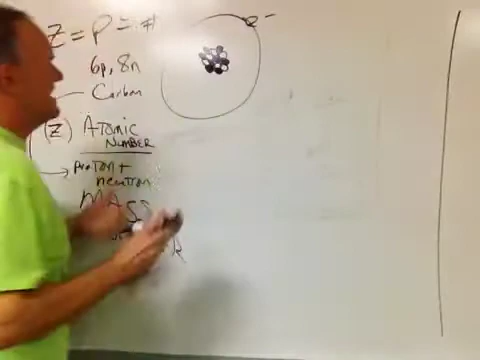 Z = P = #
e-
6p, 8n
Carbon
(Z) Atomic
Number
Proton +
neutron
MASS